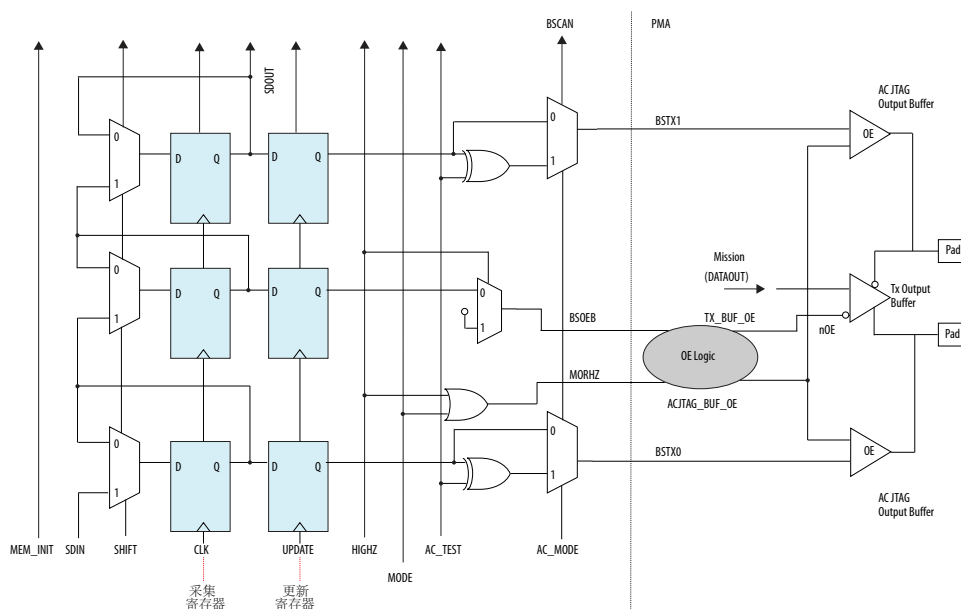 BSCAN
PMA
SDOUT
AC JTAG
Output Buffer
0
1
D
Q
D
Q
0
1
BSTX1
OE
Pad
0
1
D
Q
D
Q
0
1
BSOEB
Mission
(DATAOUT)
TX_BUF_OE
nOE
Tx Output
Buffer
Pad
OE Logic
MORHZ
ACJTAG_BUF_OE
0
1
D
Q
D
Q
0
1
BSTX0
OE
AC JTAG
Output Buffer
MEM_INIT
SDIN
SHIFT
CLK
UPDATE
HIGHZ
AC_TEST
AC_MODE
MODE
采集
寄存器
更新
寄存器